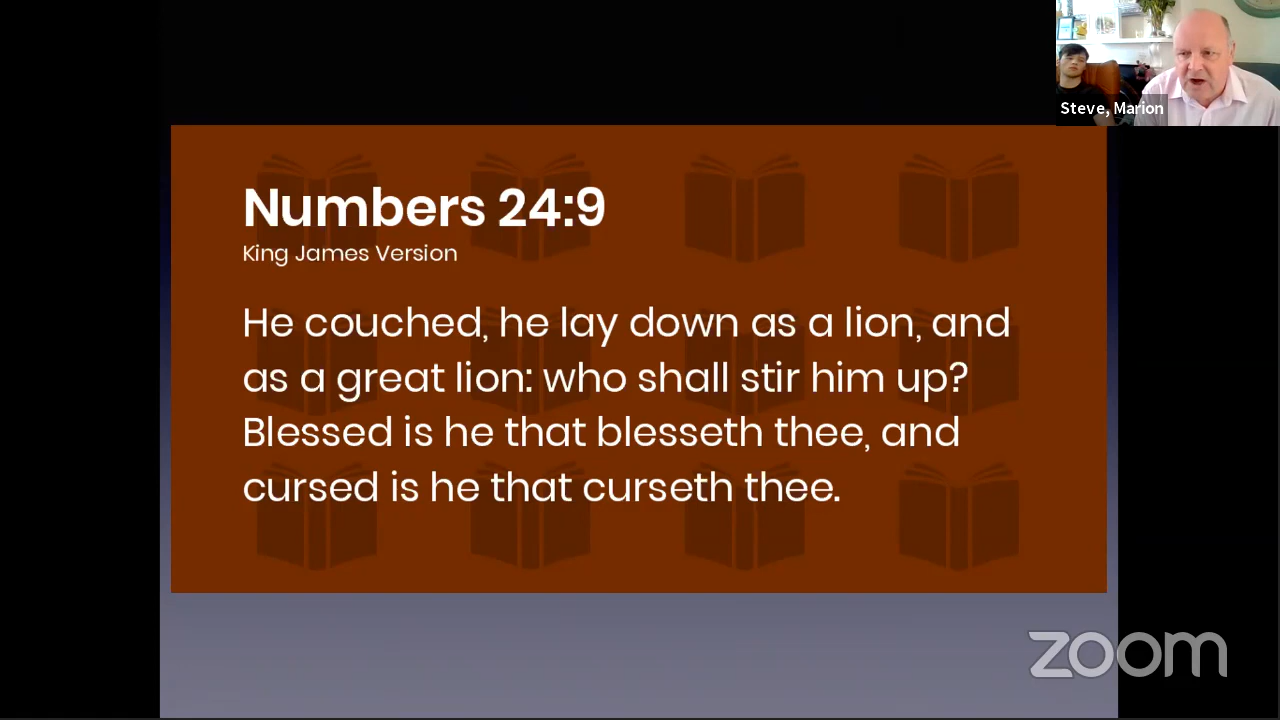 Steve, Marion
Numbers 24:9
King James Version
He couched, he lay down as a lion, and
as a great lion: who shall stir him up?
Blessed is he that blesseth thee, and
cursed is he that curseth thee.
zoom